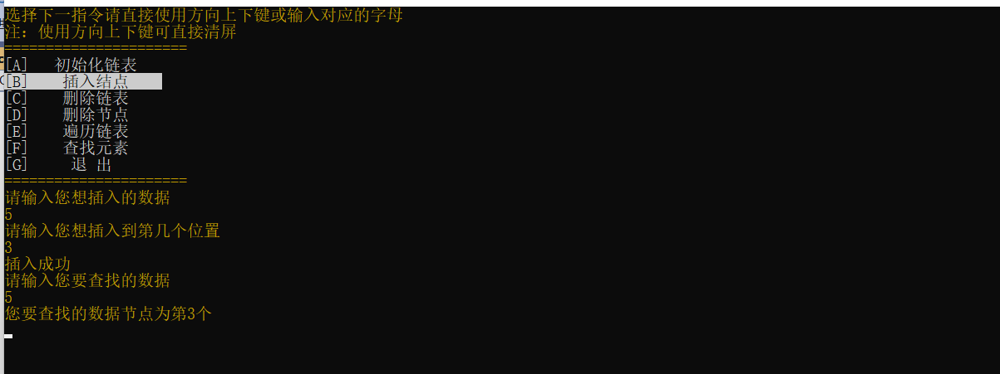 选择下一指令请直接使用方向上下键或输入对应的字母
注：使用方向上下键可直接清屏
======================
[A]   初始化链表
[B]    插入结点
[C]    删除链表
[D]    删除节点
[E]    遍历链表
[F]    查找元素
[G]     退 出
======================
请输入您想插入的数据
5
请输入您想插入到第几个位置
3
插入成功
请输入您要查找的数据
5
您要查找的数据节点为第3个